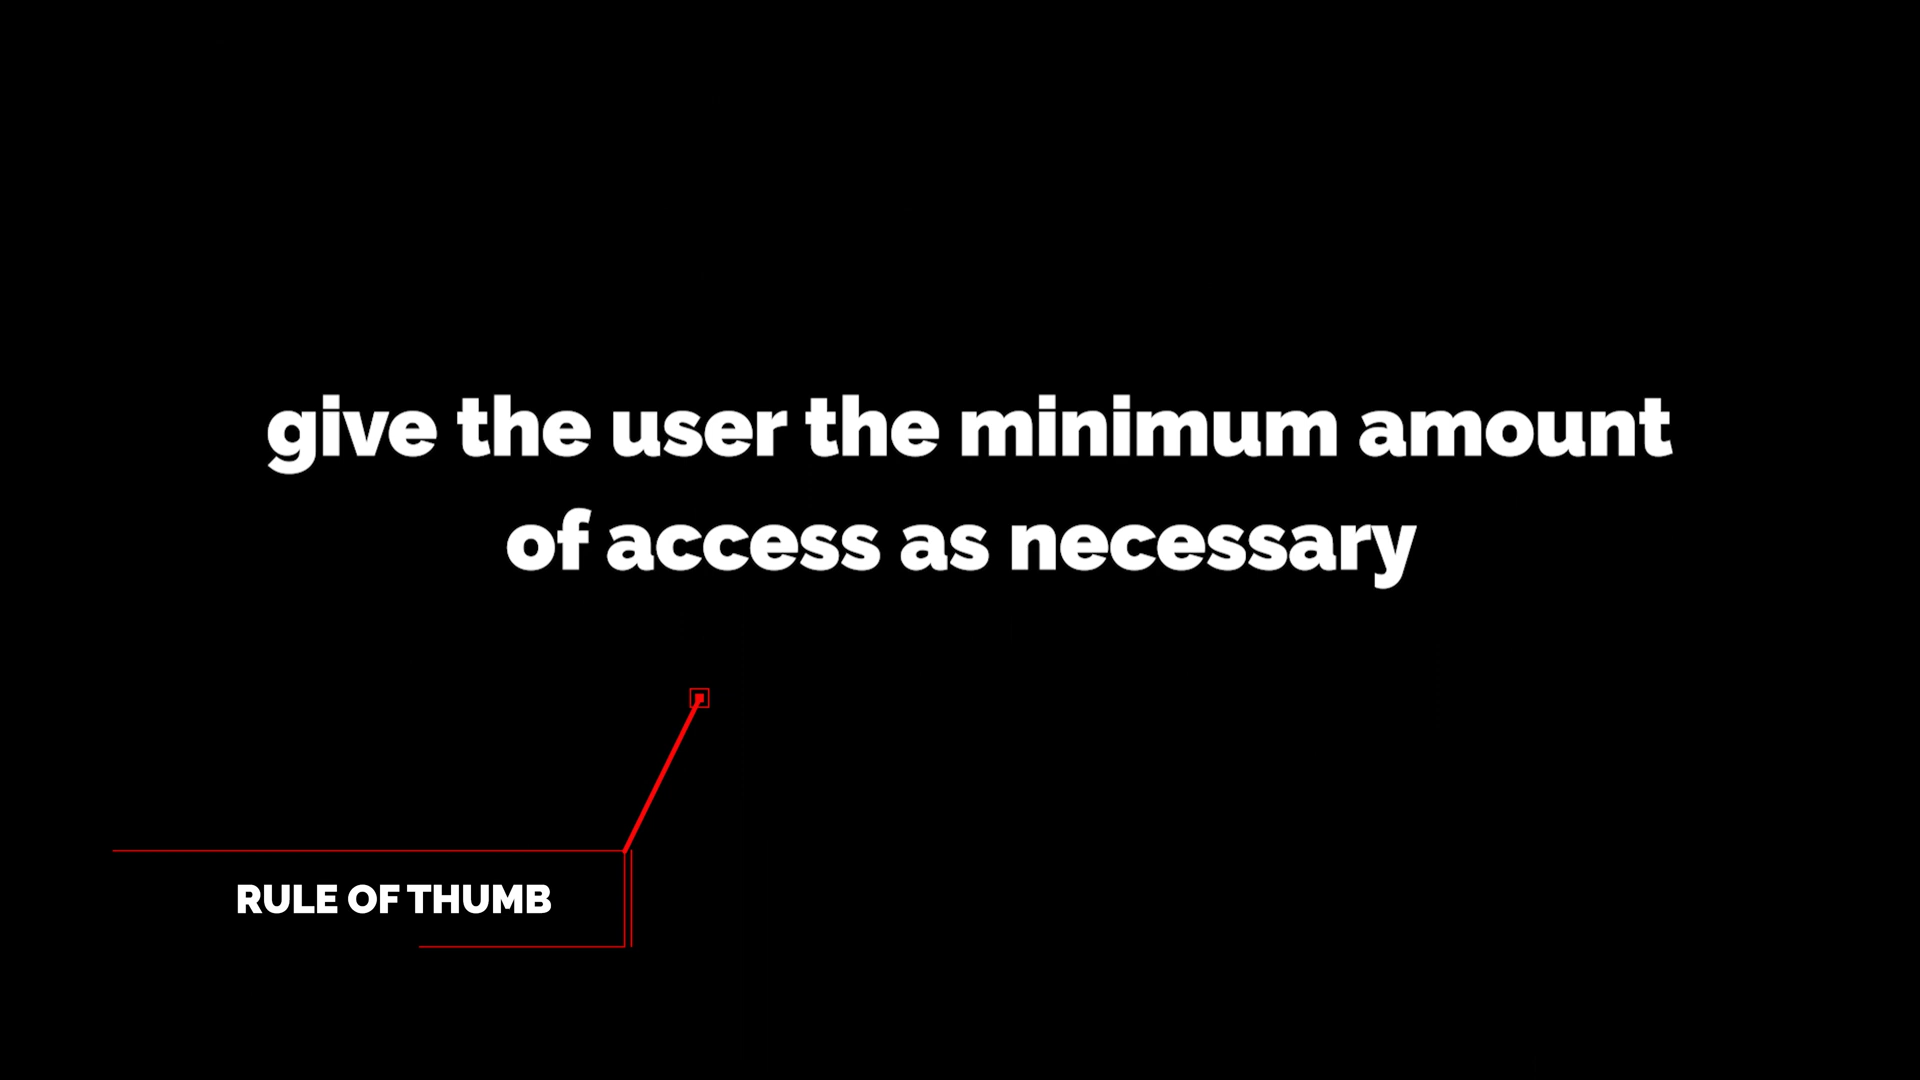 give the user the minimum amount
of access as necessary
RULE OF THUMB